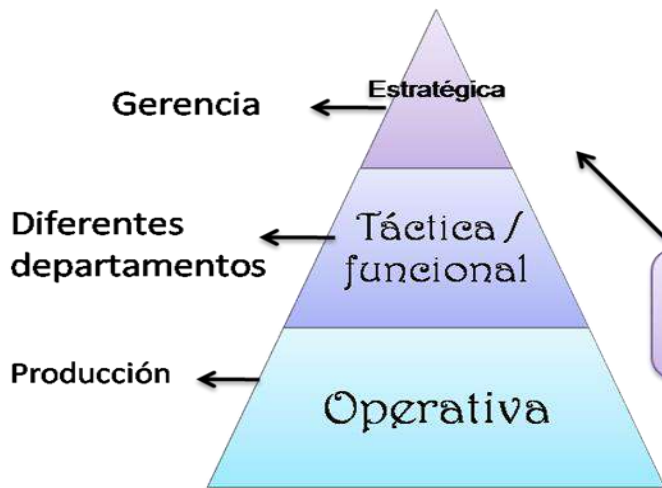 Estratégica
Gerencia
Diferentes
departamentos
Táctica /
funcional
Producción
Operativa